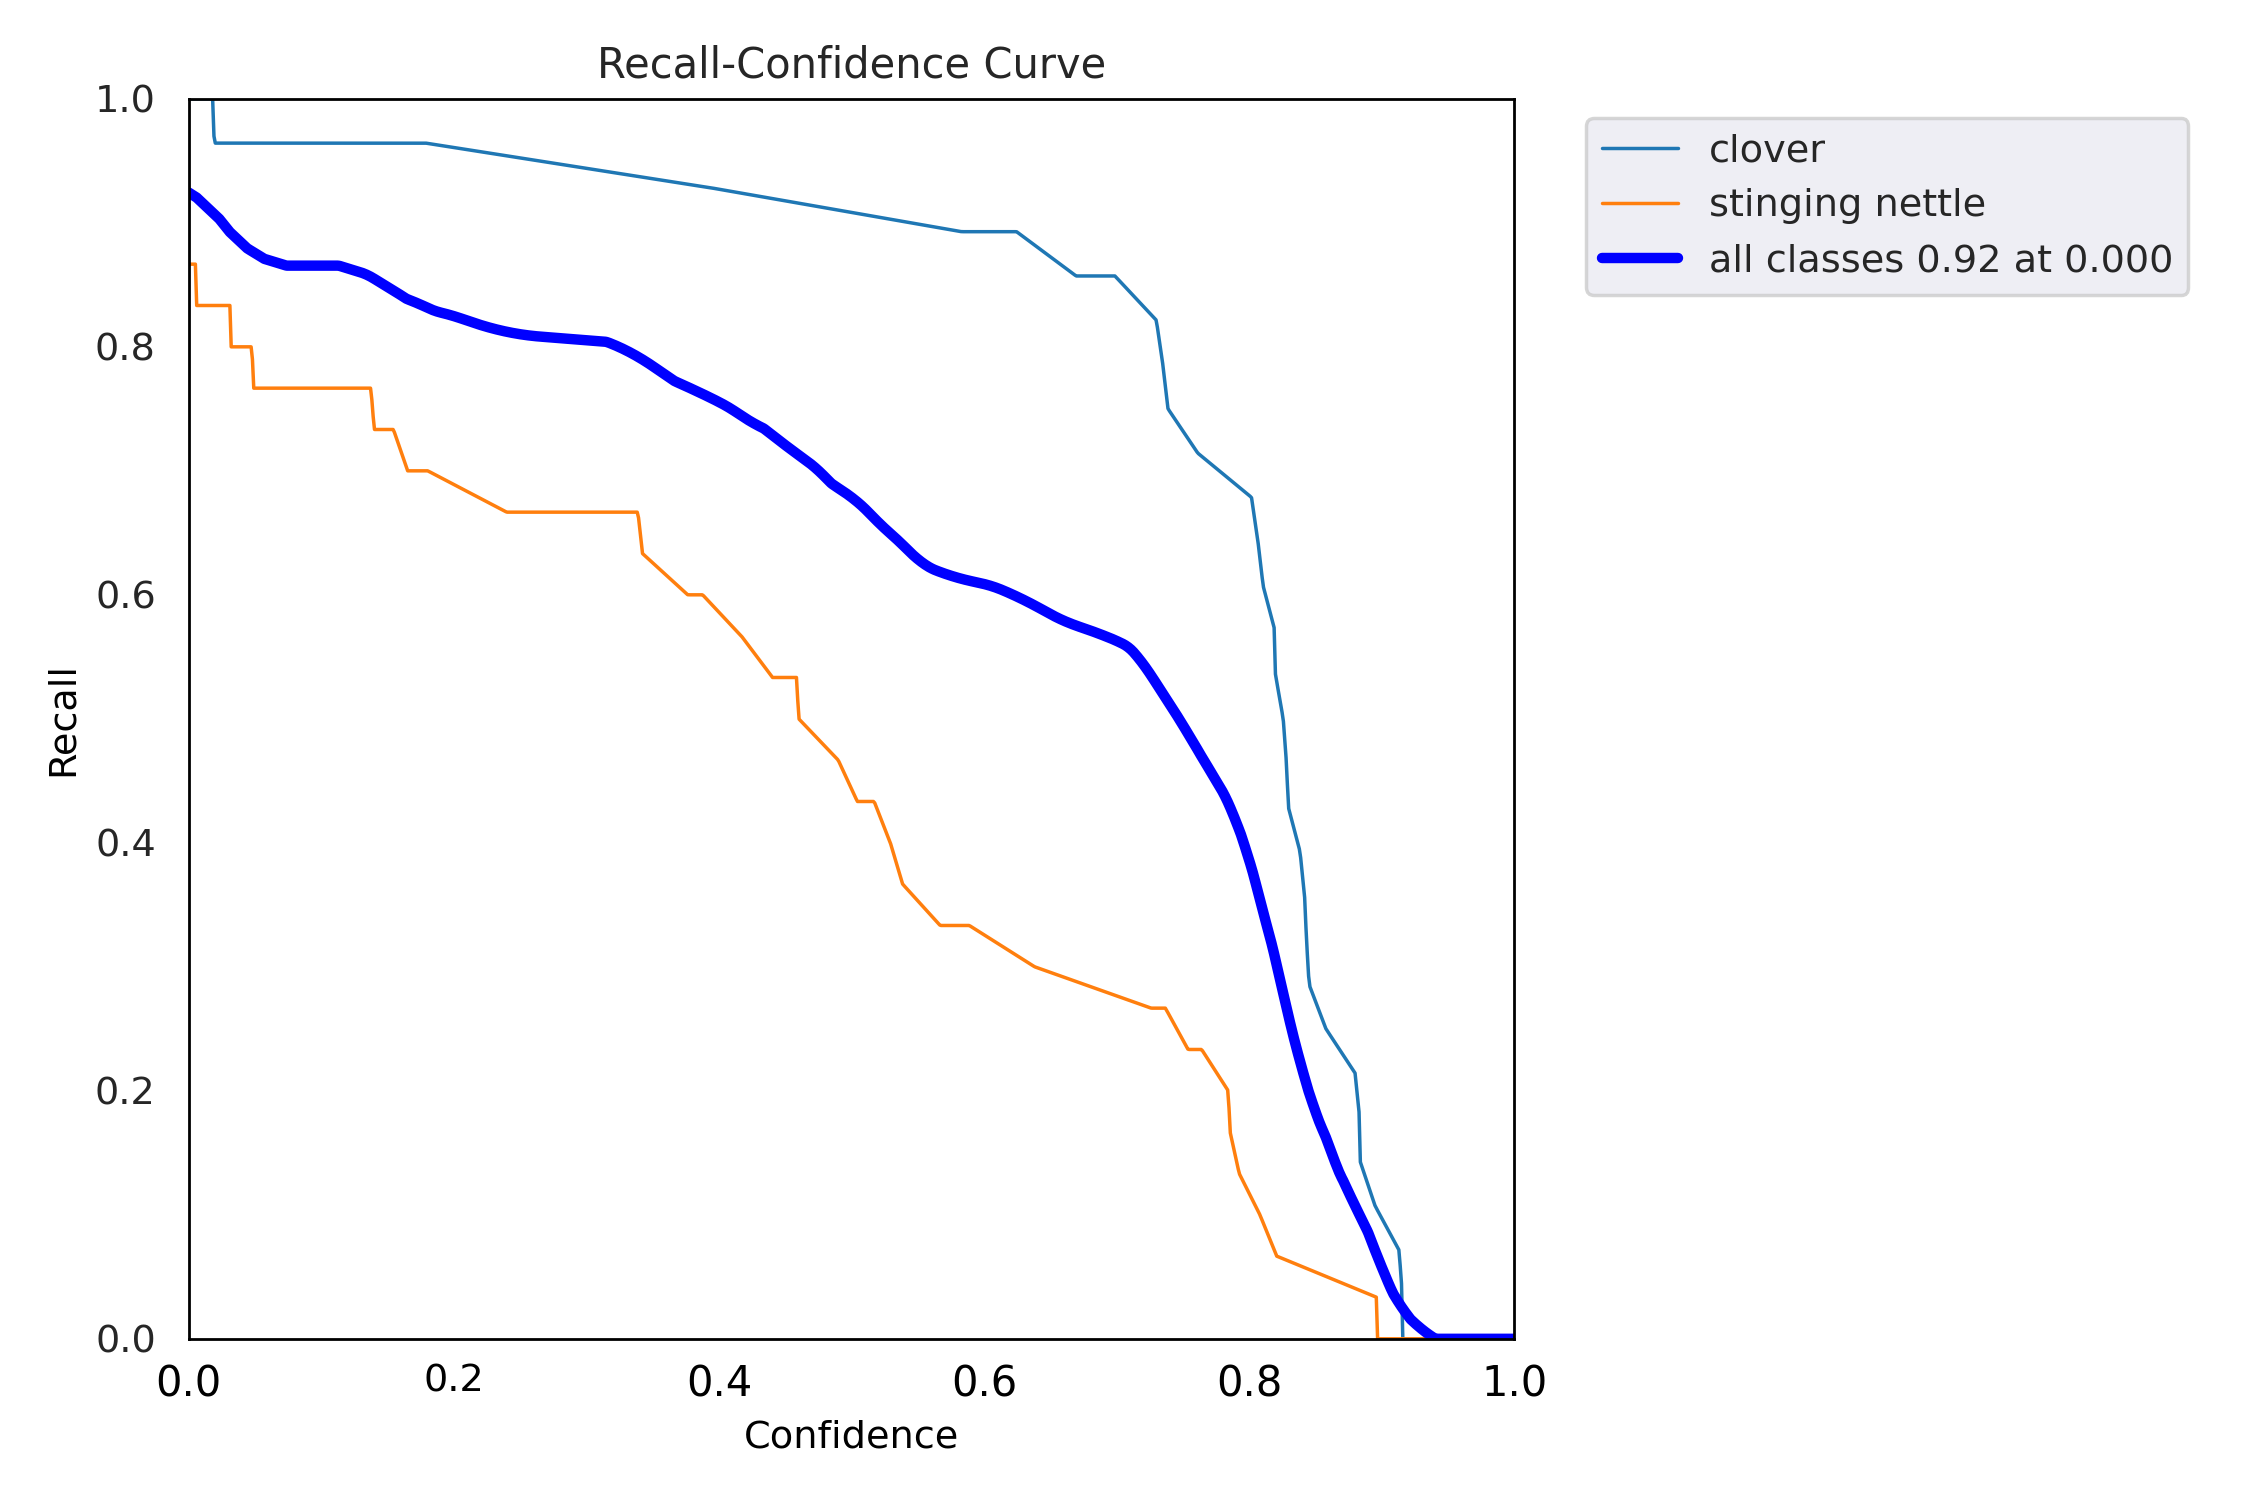 Recall-Confidence Curve
1.0
0.8
0.6
0.4
0.2
0.0
Recall
0.0 0.2 0.4 0.6 0.8 1.0
Confidence
clover
stinging nettle
all classes 0.92 at 0.000